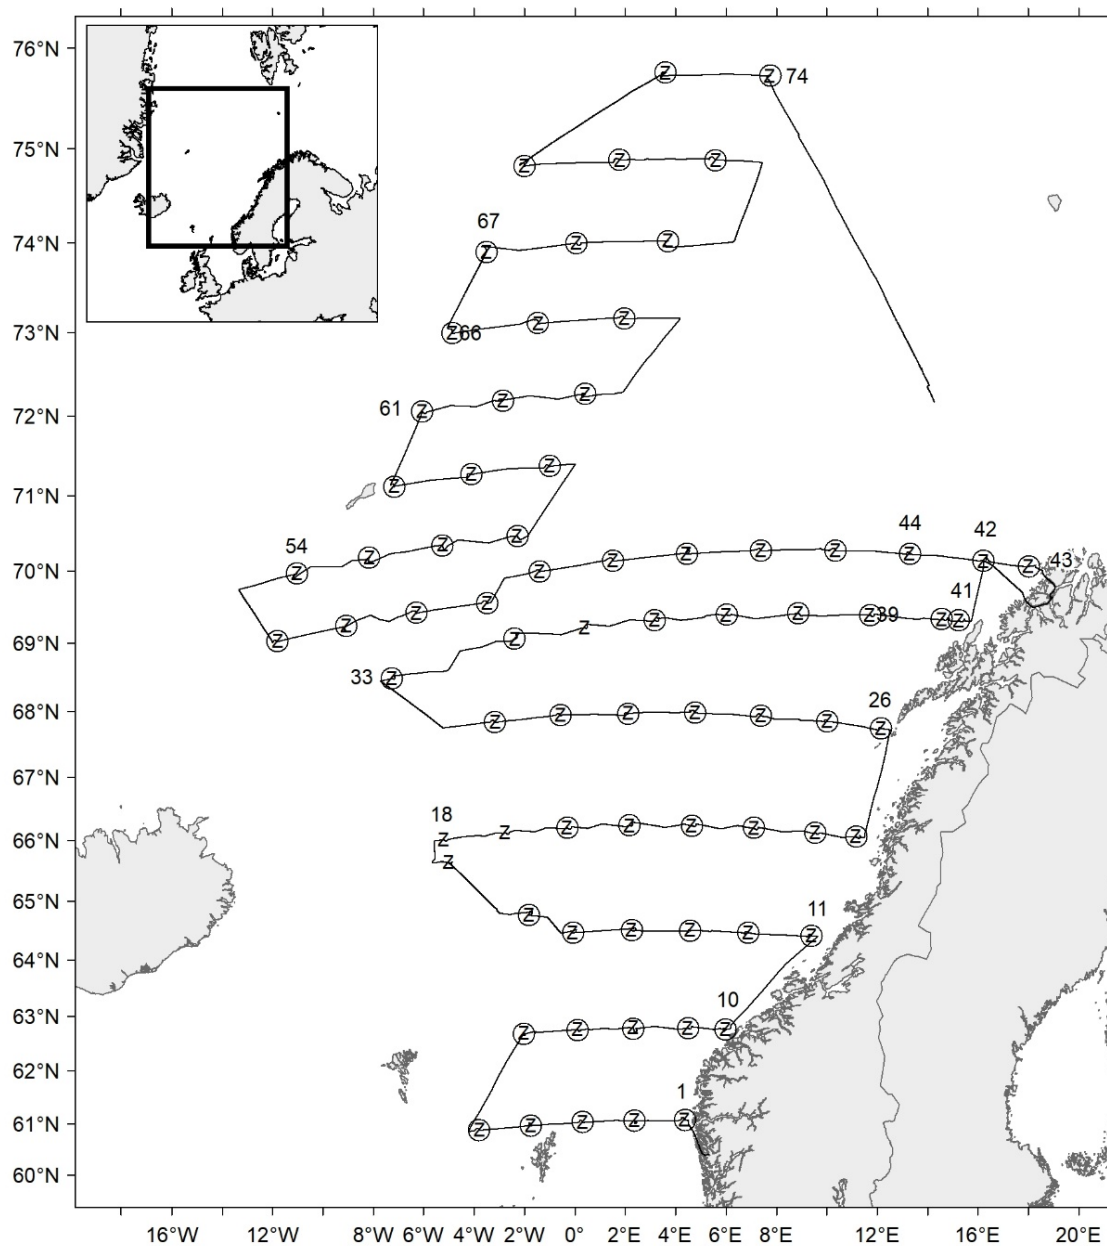 76°N
Z Z 74
75°N
Z Z Z
67
74°N
Z Z Z
73°N
Z 66 Z Z
72°N
61 Z Z Z
71°N
Z Z Z
54 Z Z Z Z
44 42 43
70°N
Z Z Z Z Z Z Z Z Z Z Z Z
41
69°N
33 Z Z Z Z Z Z Z 39 Z Z
26
68°N
Z Z Z Z Z Z Z
67°N
18
66°N
Z Z Z Z Z Z Z Z
Z
65°N
11
Z Z Z Z Z Z
64°N
10
63°N
Z Z Z Z Z
62°N
1
61°N
Z Z Z Z Z
60°N
16°W 12°W 8°W 6°W 4°W 2°W 0° 2°E 4°E 6°E 8°E 12°E 16°E 20°E